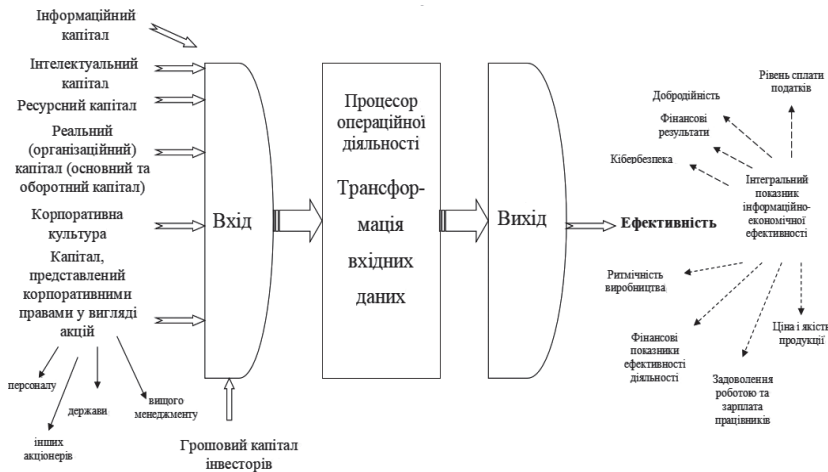 Інформаційний
капітал
Інтелектуальний
капітал
Ресурсний капітал
Реальний
(організаційний)
капітал (основний та
оборотний капітал)
Корпоративна
культура
Капітал,
представлений
корпоративними
правами у вигляді
акцій
персоналу
держави
вищого
менеджменту
інших
акціонерів
Вхід
Грошовий капітал
інвесторів
Процесор
операційної
діяльності
Трансфор-
мація
вхідних
даних
Вихід
Ефективність
Рівень сплати
податків
Добродійність
Фінансові
результати
Кібербезпека
Інтегральний
показник
інформаційно-
економічної
ефективності
Ритмічність
виробництва.
Фінансові
показники
ефективності
діяльності
Задоволення
роботою та
зарплата
працівників
Ціна і якість
продукції